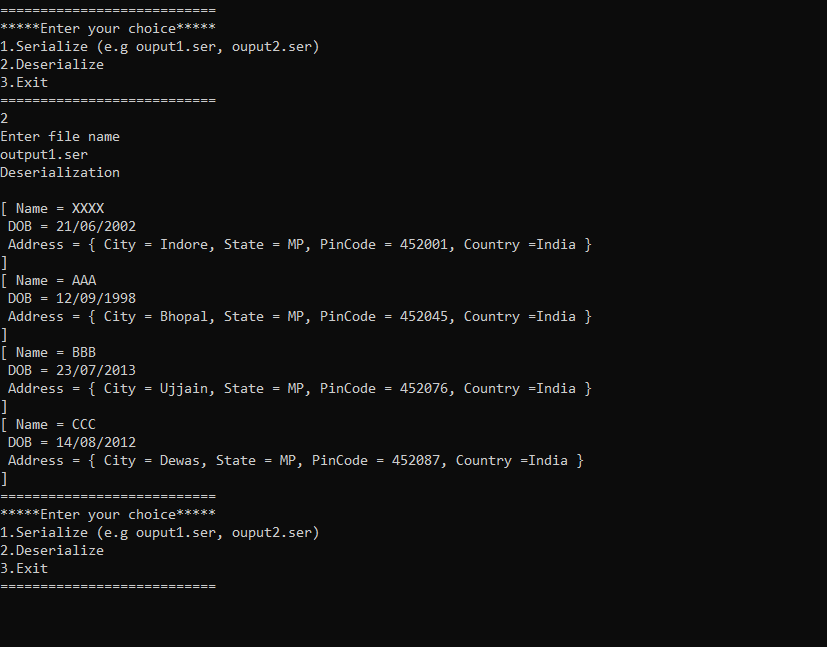 ===========================
*****Enter your choice*****
1.Serialize (e.g ouput1.ser, ouput2.ser)
2.Deserialize
3.Exit
===========================
2
Enter file name
output1.ser
Deserialization

[ Name = XXXX
 DOB = 21/06/2002
 Address = { City = Indore, State = MP, PinCode = 452001, Country =India }
]
[ Name = AAA
 DOB = 12/09/1998
 Address = { City = Bhopal, State = MP, PinCode = 452045, Country =India }
]
[ Name = BBB
 DOB = 23/07/2013
 Address = { City = Ujjain, State = MP, PinCode = 452076, Country =India }
]
[ Name = CCC
 DOB = 14/08/2012
 Address = { City = Dewas, State = MP, PinCode = 452087, Country =India }
]
===========================
*****Enter your choice*****
1.Serialize (e.g ouput1.ser, ouput2.ser)
2.Deserialize
3.Exit
===========================